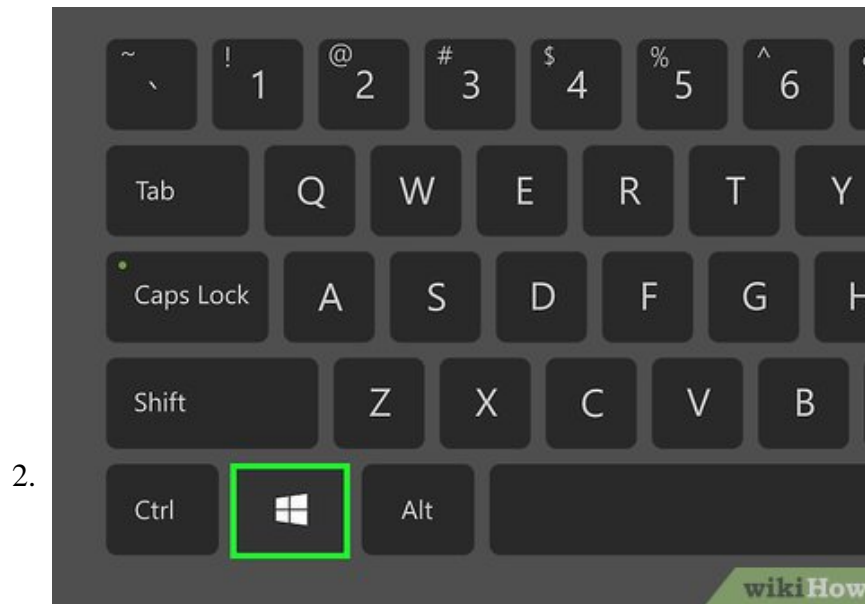 ~ ` ! 1 @ 2 # 3 $ 4 % 5 ^ 6
Tab Q W E R T Y
Caps Lock A S D F G H
Shift Z X C V B
2.
Ctrl Alt
wikiHow